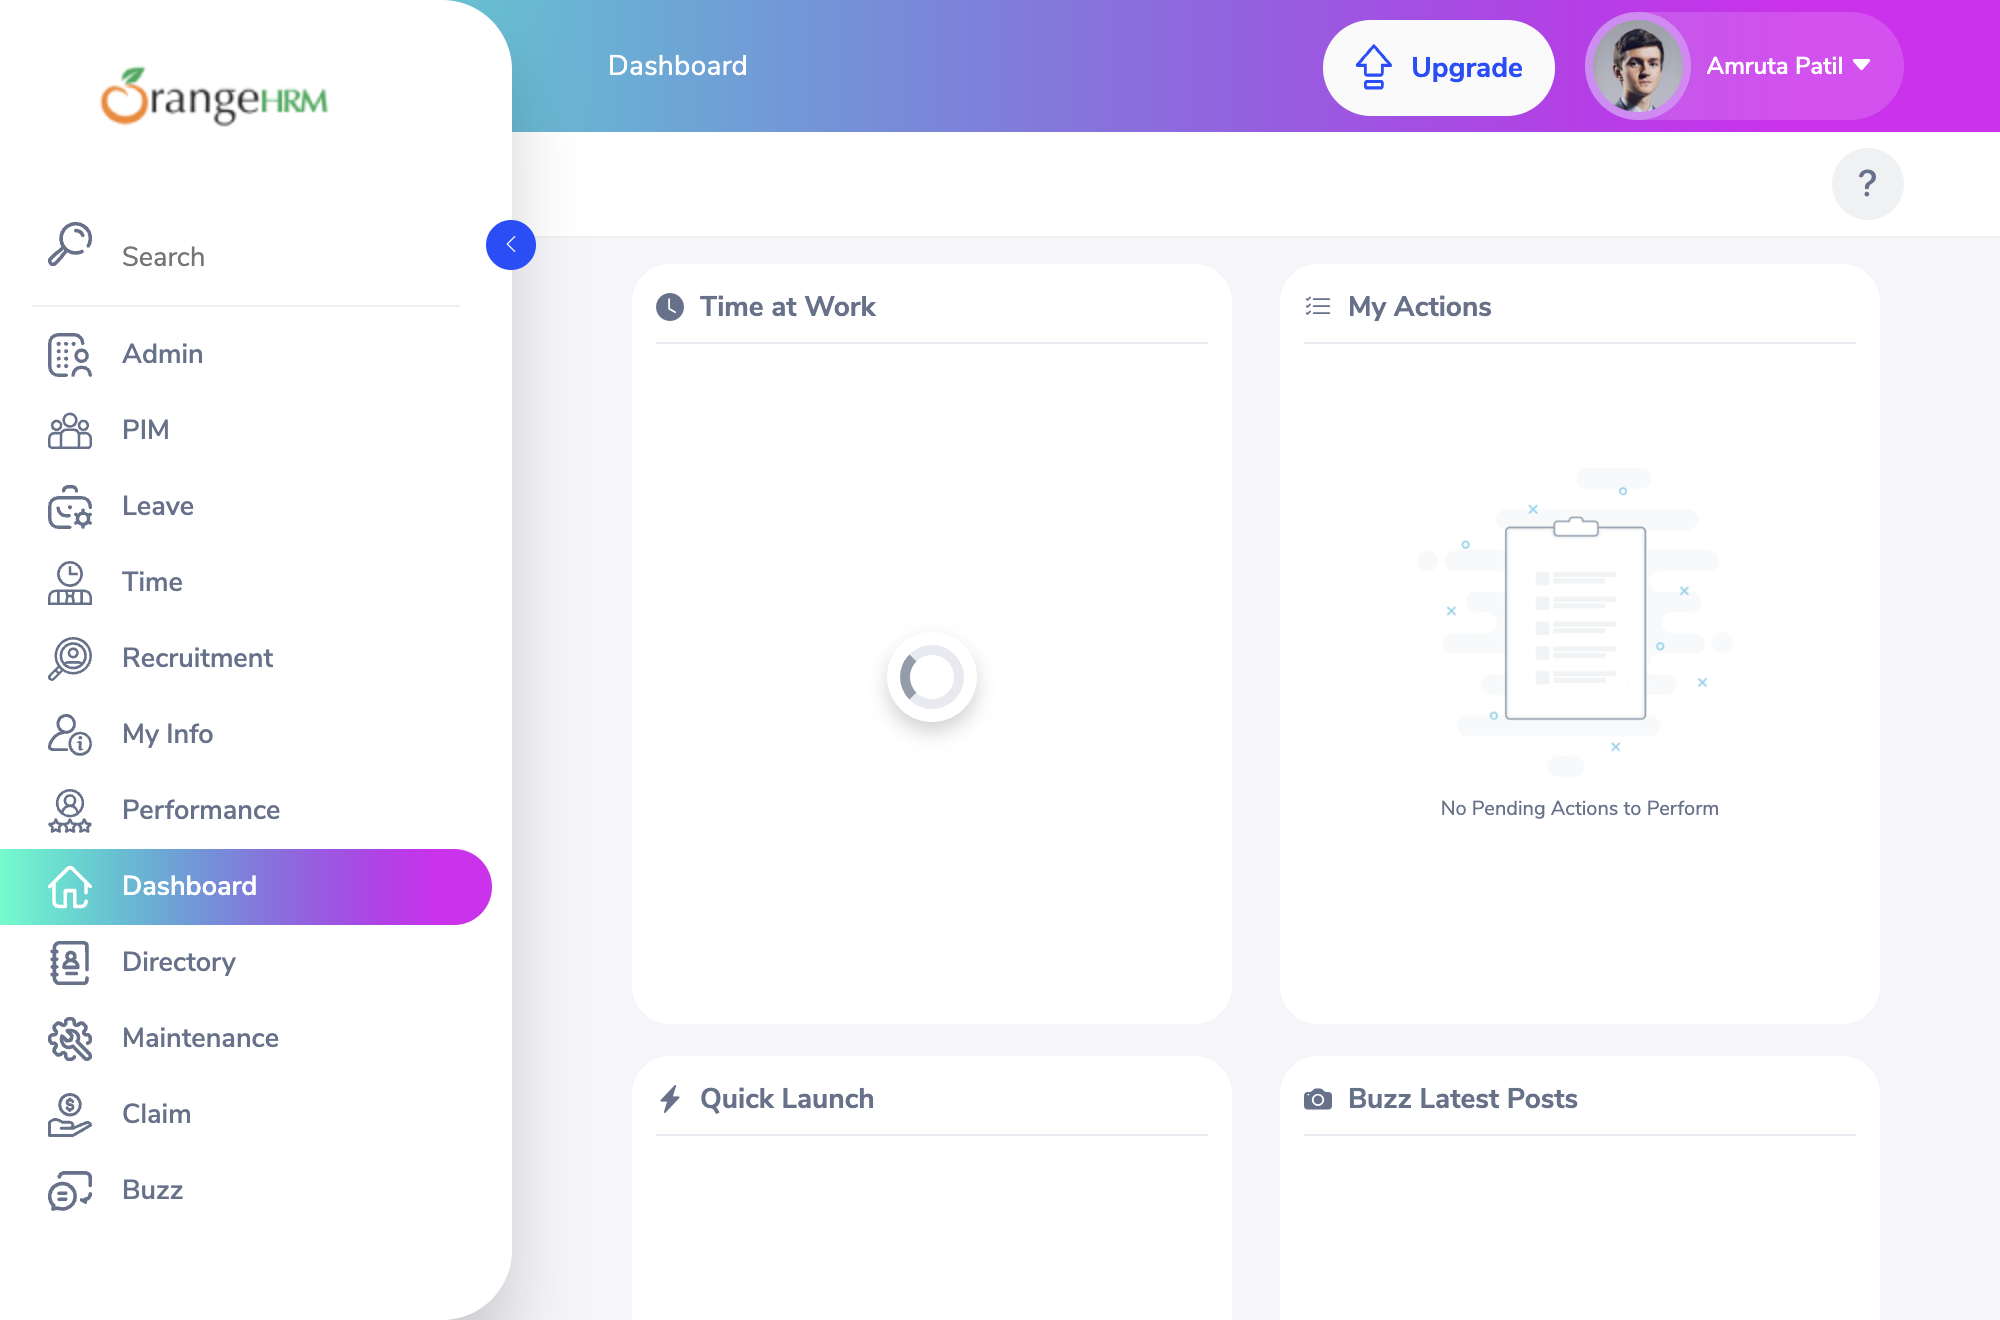 OrangeHRM
Dashboard
Upgrade
Amruta Patil
?
Search
Admin
PIM
Leave
Time
Recruitment
My Info
Performance
Dashboard
Directory
Maintenance
Claim
Buzz
Time at Work
My Actions
No Pending Actions to Perform
Quick Launch
Buzz Latest Posts